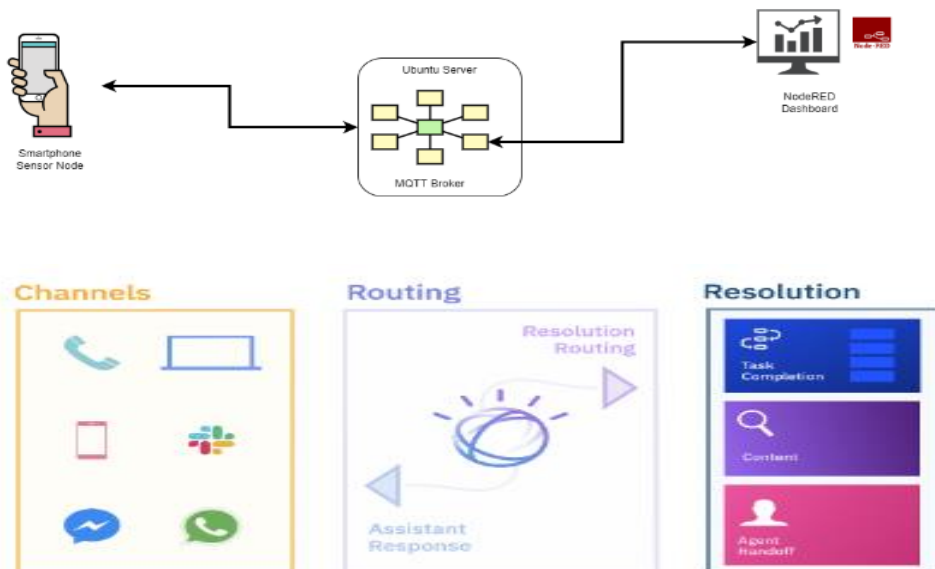 Ubuntu Server
Node-RED
NodeRED
Dashboard
Smartphone
Sensor Node
MQTT Broker
Channels
Routing
Resolution
Resolution
Routing
Task
Completion
Content
Assistant
Response
Agent
Handoff